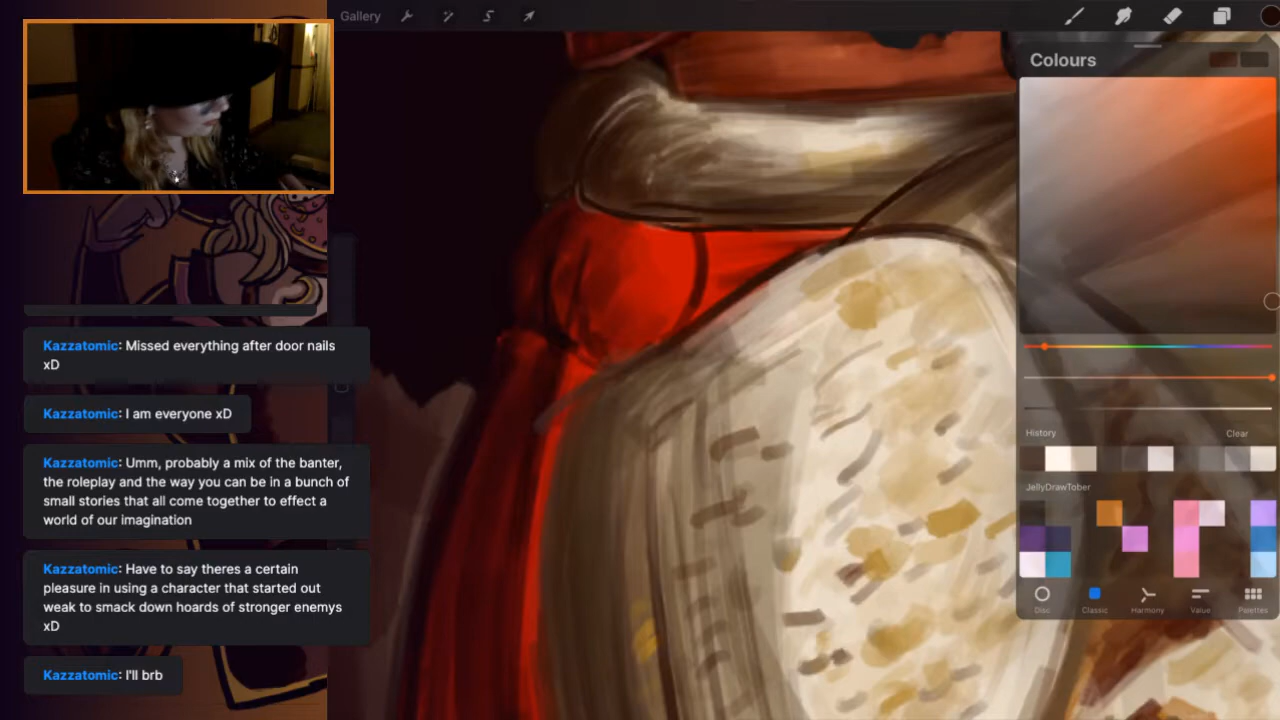 Gallery
Colours
Kazzatomic: Missed everything after door nails
xD
Kazzatomic: I am everyone xD
Kazzatomic: Umm, probably a mix of the banter,
the roleplay and the way you can be in a bunch of
small stories that all come together to effect a
world of our imagination
Kazzatomic: Have to say theres a certain
pleasure in using a character that started out
weak to smack down hoards of stronger enemys
xD
Kazzatomic: I'll brb
History
Clear
JellyDrawTober
Disc
Classic
Harmony
Value
Palettes